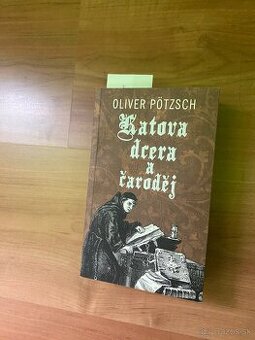 OLIVER PÖTZSCH
Katova
dcera
a
čaroděj